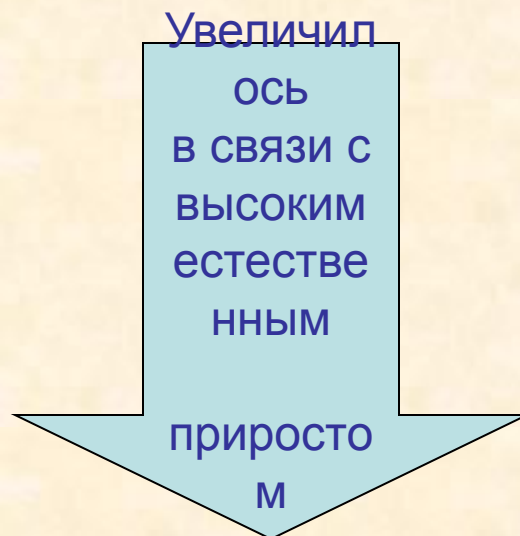 Увеличил
ось
в связи с
высоким
естестве
нным
приросто
м